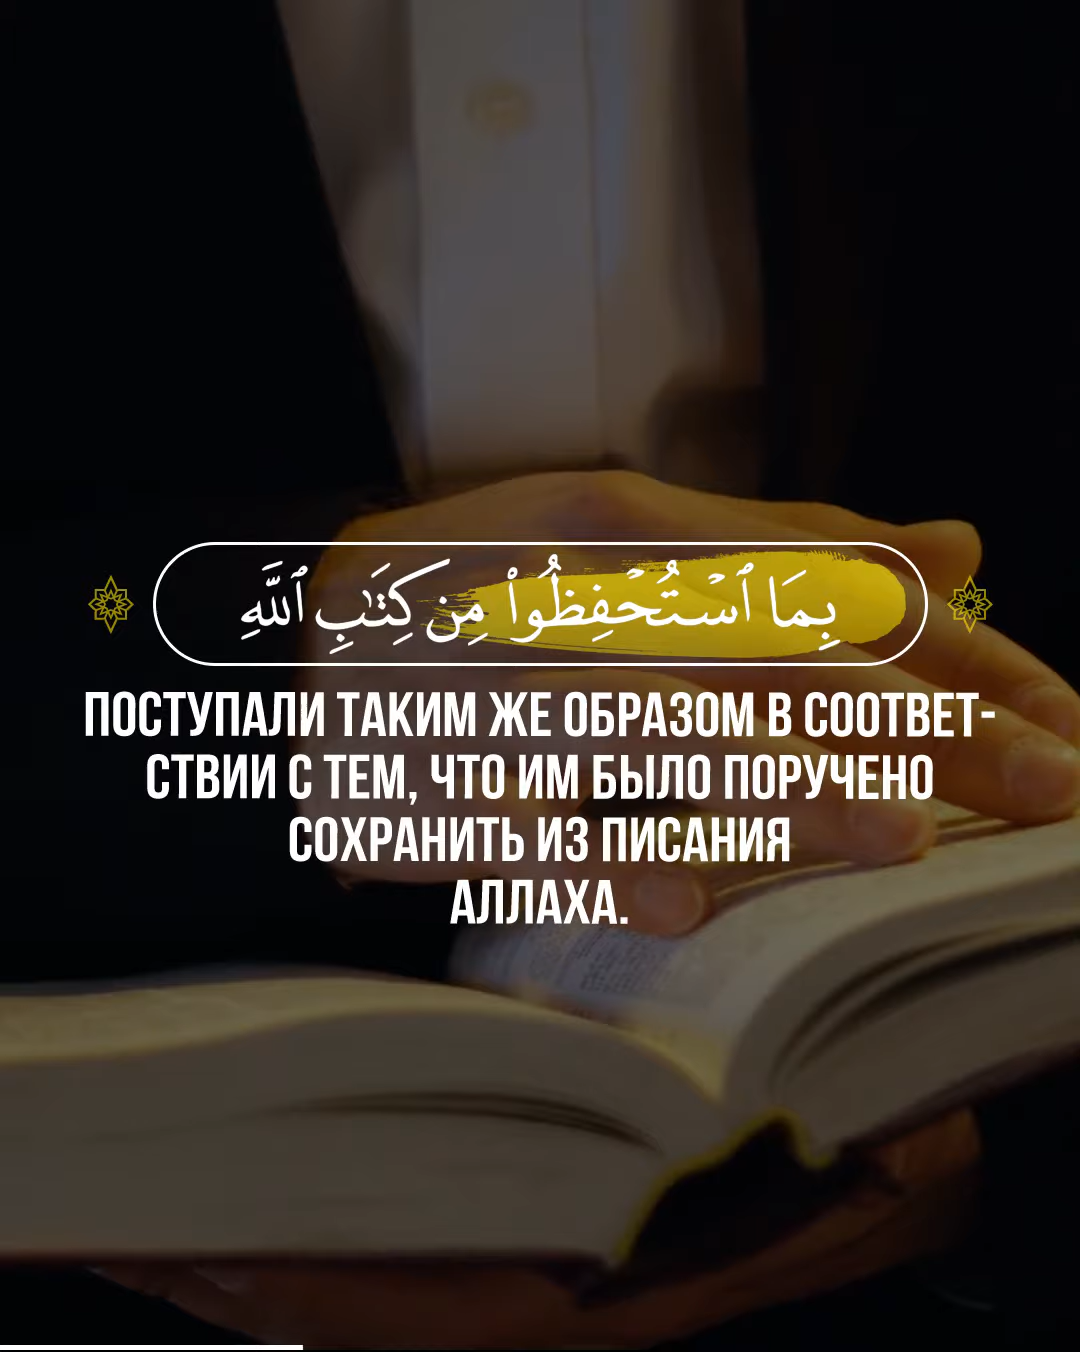 بِمَا ٱسْتُحْفِظُوا۟ مِن كِتَـٰبِ ٱللَّهِ
ПОСТУПАЛИ ТАКИМ ЖЕ ОБРАЗОМ В СООТВЕТ-
СТВИИ С ТЕМ, ЧТО ИМ БЫЛО ПОРУЧЕНО
СОХРАНИТЬ ИЗ ПИСАНИЯ
АЛЛАХА.